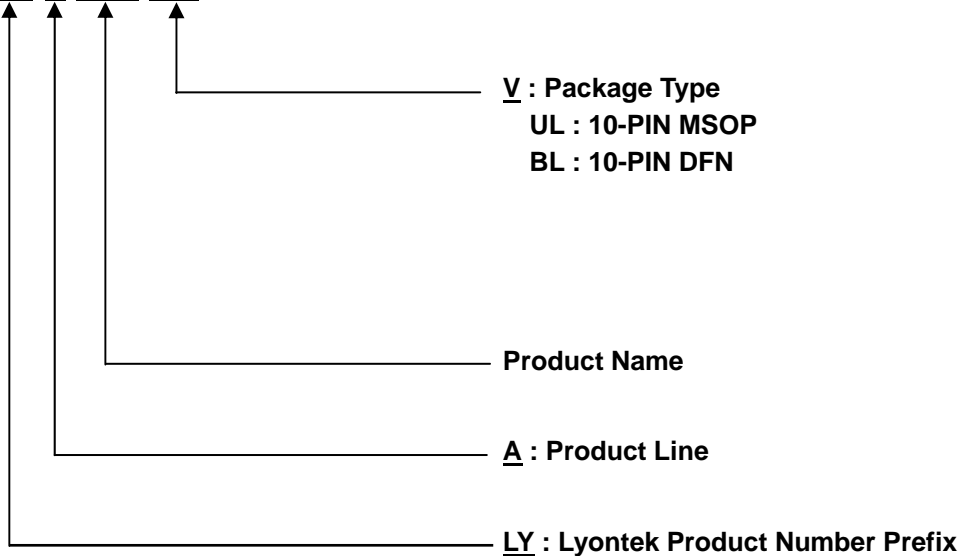 V : Package Type
UL : 10-PIN MSOP
BL : 10-PIN DFN
Product Name
A : Product Line
LY : Lyontek Product Number Prefix